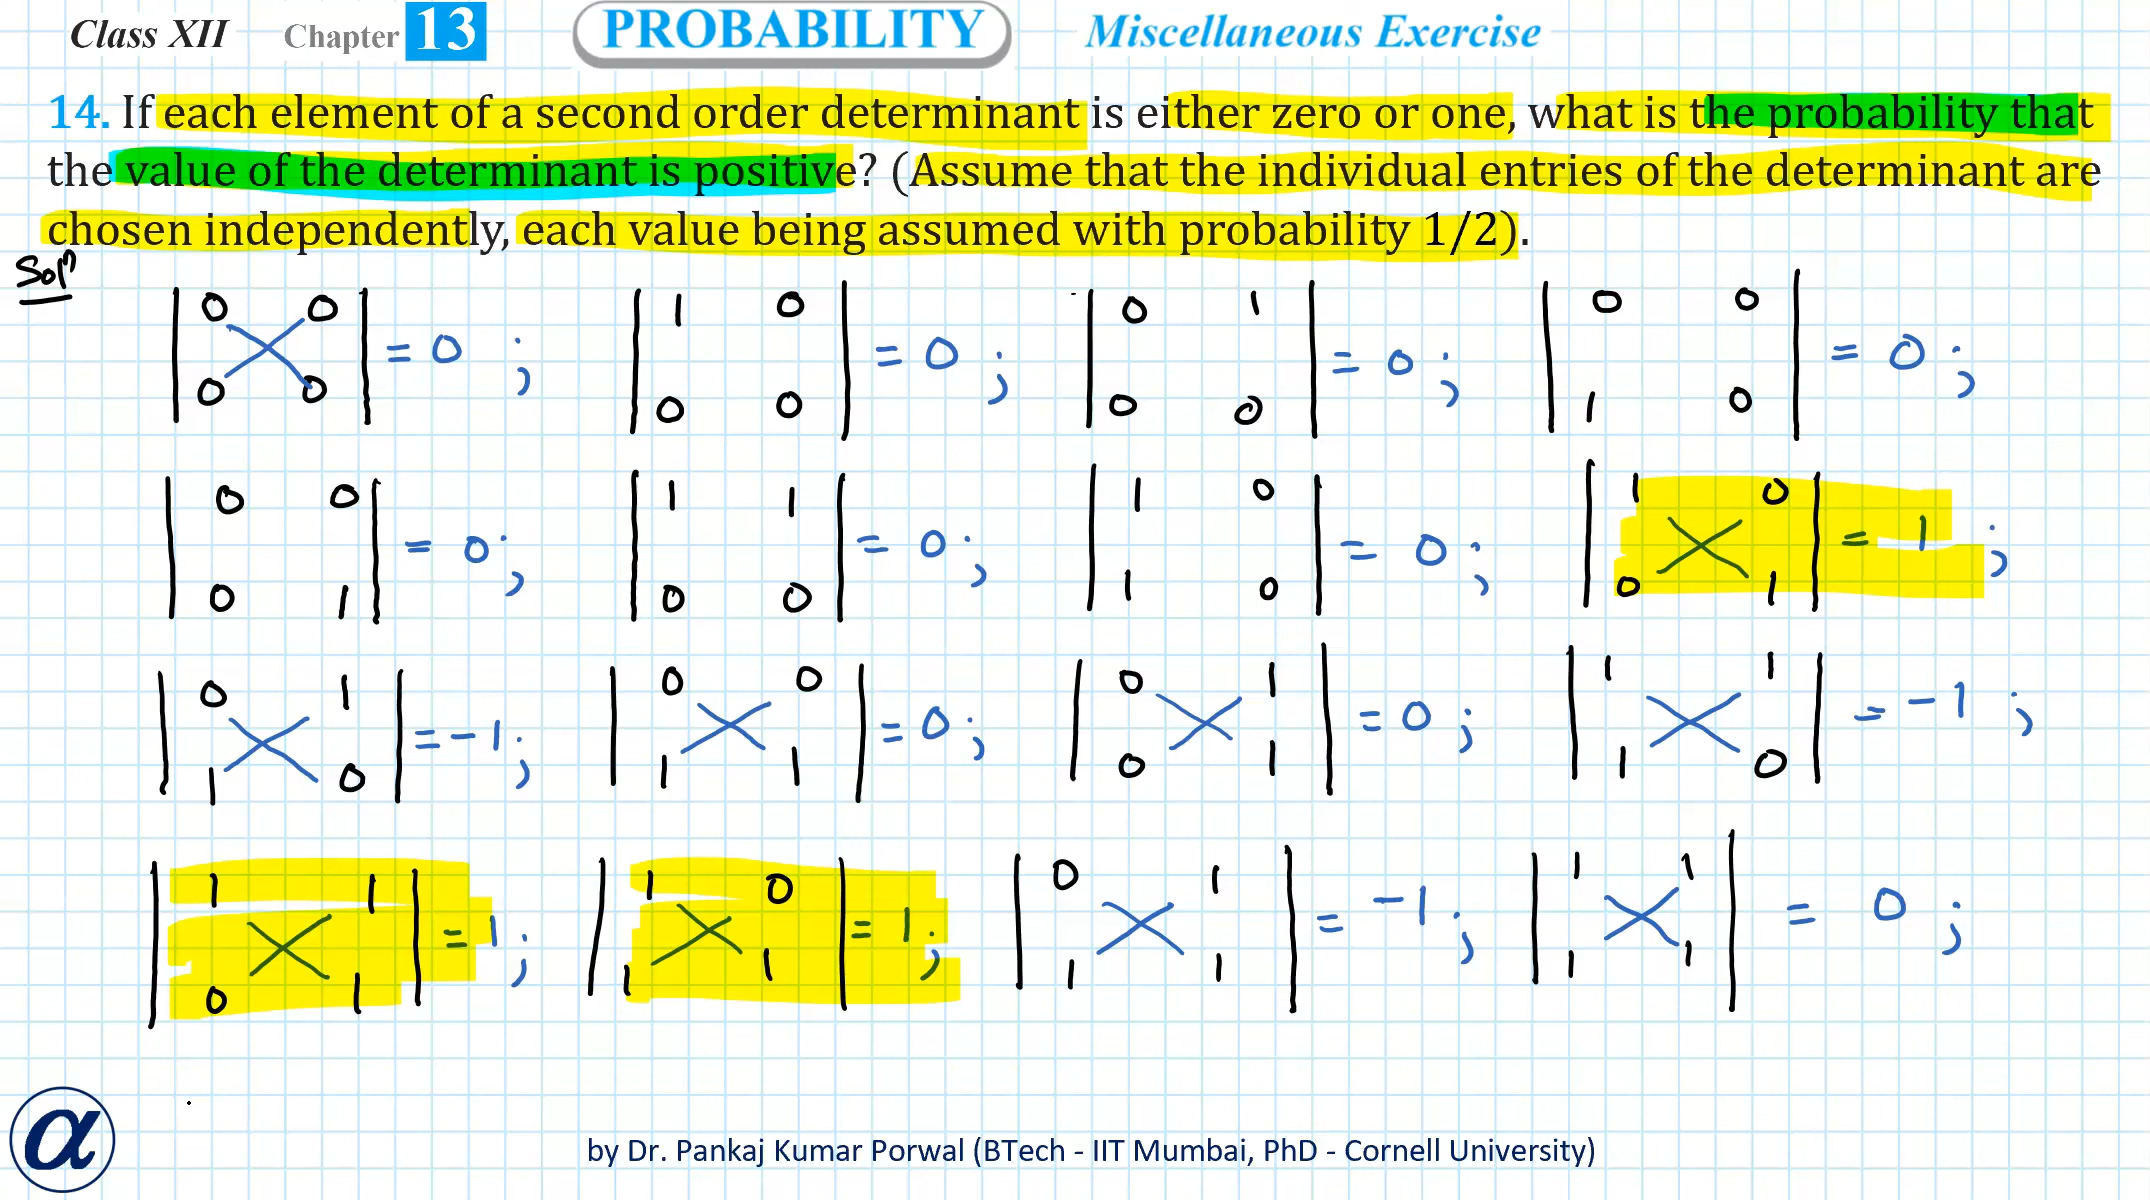 Class XII Chapter 13 PROBABILITY Miscellaneous Exercise
14. If each element of a second order determinant is either zero or one, what is the probability that
the value of the determinant is positive? (Assume that the individual entries of the determinant are
chosen independently, each value being assumed with probability 1/2).
Solⁿ
| 0 0 | | 1 0 | | 0 1 | | 0 0 |
= 0 ; = 0 ; = 0 ; = 0 ;
| 0 0 | | 0 0 | | 0 0 | | 1 0 |
| 0 0 | | 1 1 | | 1 0 | | 1 0 |
= 0 ; = 0 ; = 0 ; = 1 ;
| 0 1 | | 0 0 | | 1 0 | | 0 1 |
| 0 1 | | 0 0 | | 0 1 | | 1 1 |
= -1 ; = 0 ; = 0 ; = -1 ;
| 1 0 | | 1 1 | | 0 1 | | 1 0 |
| 1 1 | | 1 0 | | 0 1 | | 1 1 |
= 1 ; = 1 ; = -1 ; = 0 ;
| 0 1 | | 1 1 | | 1 1 | | 1 1 |
α
by Dr. Pankaj Kumar Porwal (BTech - IIT Mumbai, PhD - Cornell University)